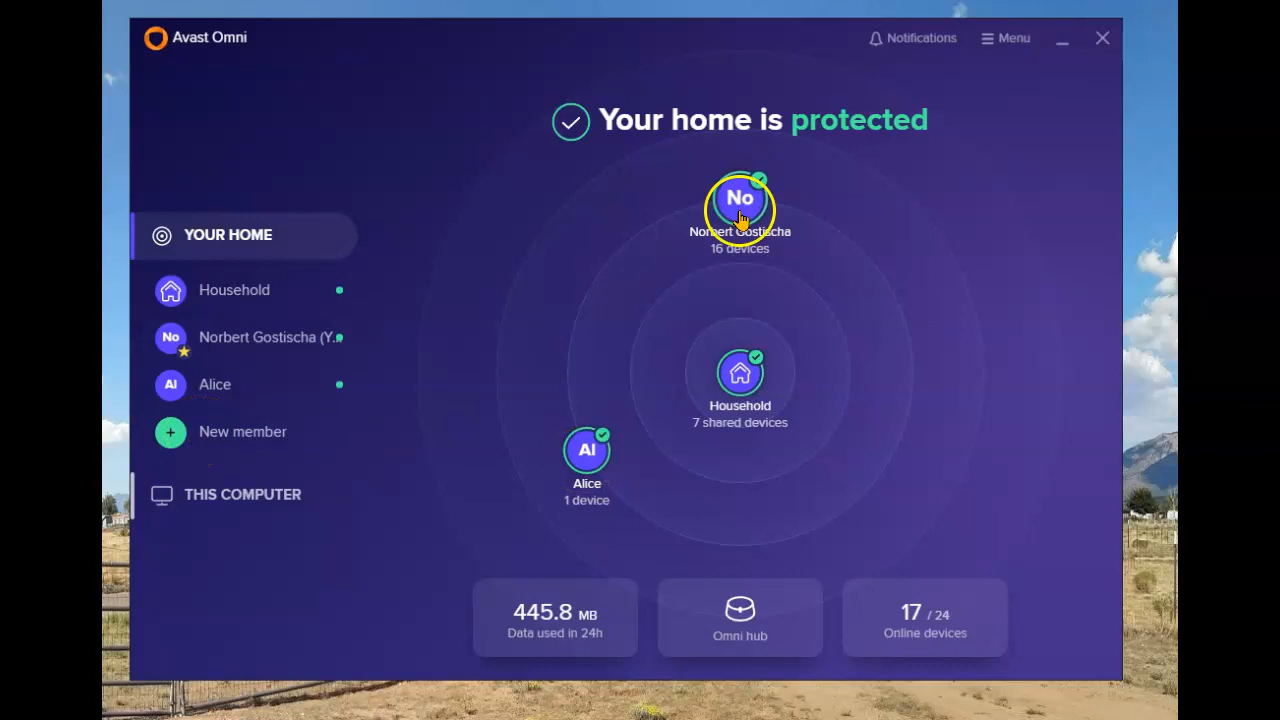 Avast Omni
Notifications
Menu
Your home is protected
No
Norbert Gostischa
16 devices
YOUR HOME
Household
No
Norbert Gostischa (Y...
Al
Alice
New member
THIS COMPUTER
Household
7 shared devices
Al
Alice
1 device
445.8 MB
Data used in 24h
Omni hub
17 / 24
Online devices